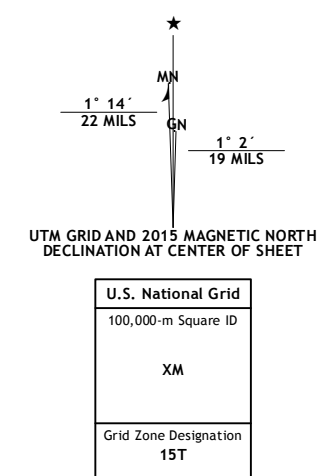 MN
1° 14´
22 MILS
GN
1° 2´
19 MILS
UTM GRID AND 2015 MAGNETIC NORTH
DECLINATION AT CENTER OF SHEET
U.S. National Grid
100,000-m Square ID
XM
Grid Zone Designation
15T